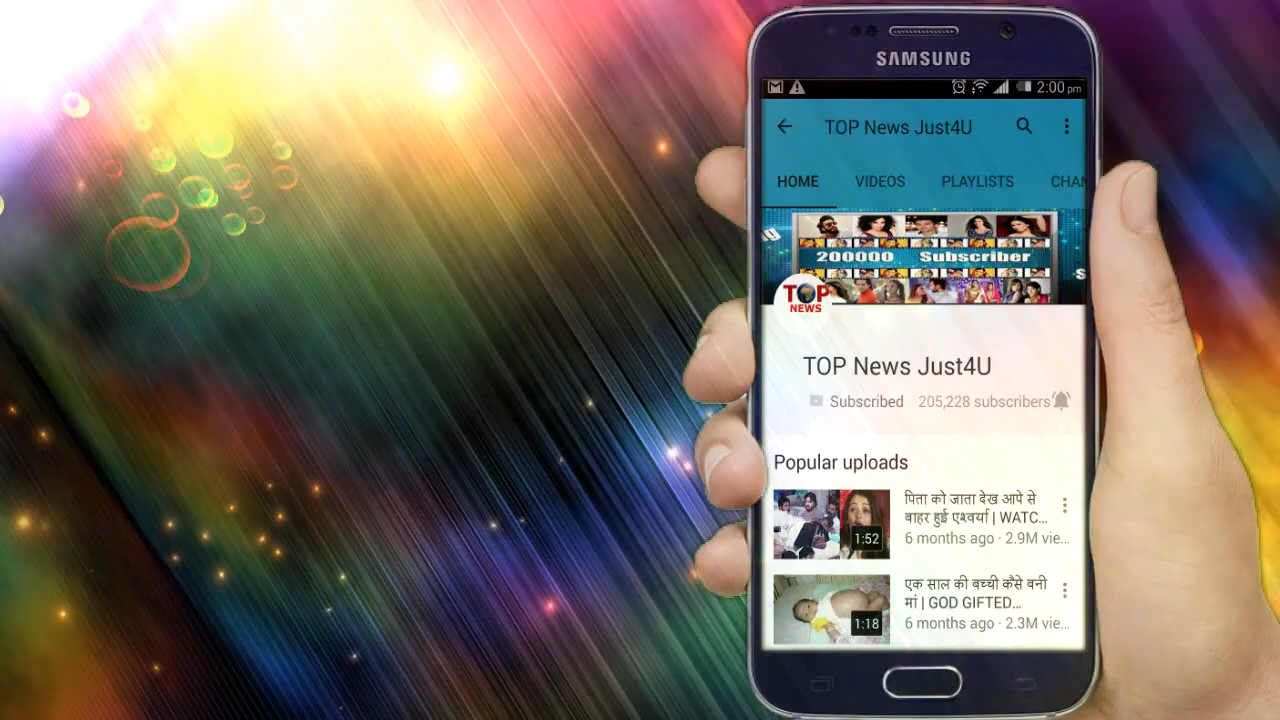 SAMSUNG
2:00 pm
TOP News Just4U
HOME VIDEOS PLAYLISTS CHAN
200000 Subscriber
TOP
NEWS
TOP News Just4U
Subscribed 205,228 subscribers
Popular uploads
पिता को जाता देख आपे से
बाहर हुई एश्वर्या | WATC...
6 months ago · 2.9M vie...
1:52
एक साल की बच्ची कैसे बनी
मां | GOD GIFTED...
6 months ago · 2.3M vie...
1:18